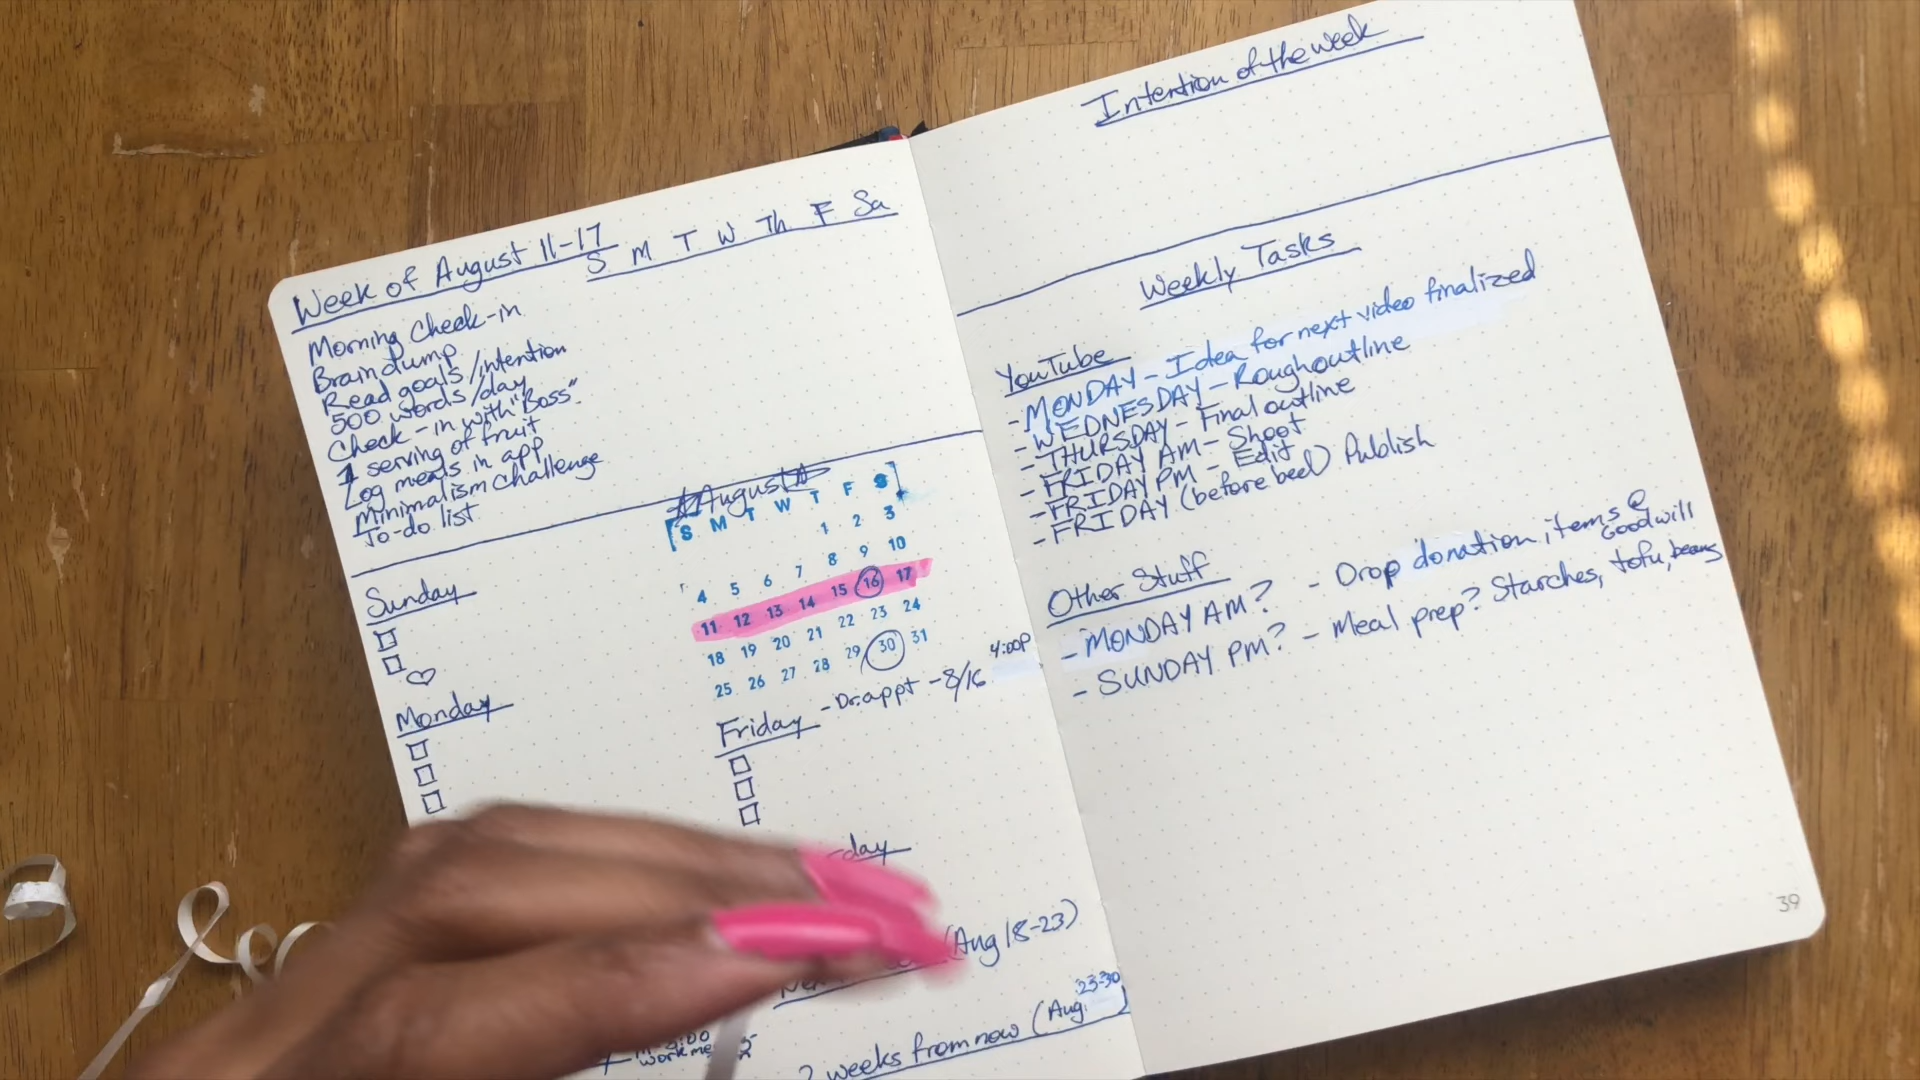 Week of August 11-17
S M T W Th F Sa
Morning Check-in
Brain dump
Read goals/intention
500 words/day
Check-in with "Boss"
1 serving of fruit
Log meals in app
Minimalism challenge
To-do list
August
S M T W T F S
1 2 3
4 5 6 7 8 9 10
11 12 13 14 15 16 17
18 19 20 21 22 23 24
25 26 27 28 29 30 31
Sunday
Monday
Friday - Dr. appt - 8/16 4:00P
day
(Aug 18-23)
weeks from now (Aug. 23-30)
Intention of the week
Weekly Tasks
YouTube
- MONDAY - Idea for next video finalized
- WEDNESDAY - Rough outline
- THURSDAY - Final outline
- FRIDAY AM - Shoot
- FRIDAY PM - Edit
- FRIDAY (before bed) Publish
Other Stuff
- MONDAY AM? - Drop donation items @ Goodwill
- SUNDAY PM? - Meal prep? Starches, tofu, beans
39